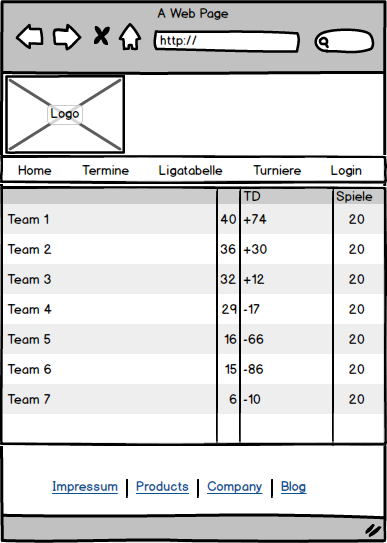 A Web Page
http://
Logo
Home Termine Ligatabelle Turniere Login
TD Spiele
Team 1 40 +74 20
Team 2 36 +30 20
Team 3 32 +12 20
Team 4 29 -17 20
Team 5 16 -66 20
Team 6 15 -86 20
Team 7 6 -10 20
Impressum | Products | Company | Blog